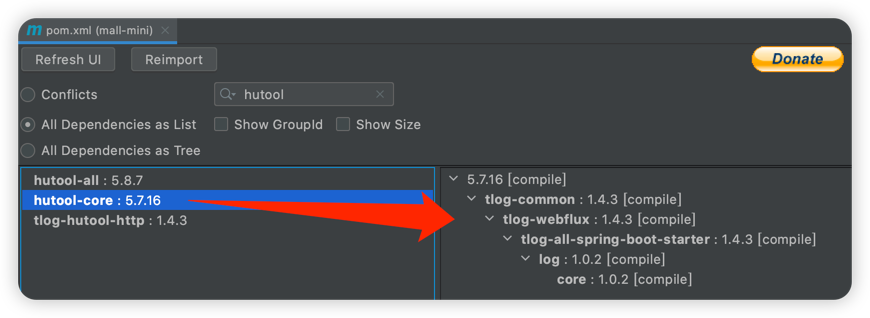 m pom.xml (mall-mini)
Refresh UI Reimport Donate
Conflicts hutool
All Dependencies as List Show GroupId Show Size
All Dependencies as Tree
hutool-all : 5.8.7
hutool-core : 5.7.16
tlog-hutool-http : 1.4.3
5.7.16 [compile]
tlog-common : 1.4.3 [compile]
tlog-webflux : 1.4.3 [compile]
tlog-all-spring-boot-starter : 1.4.3 [compile]
log : 1.0.2 [compile]
core : 1.0.2 [compile]